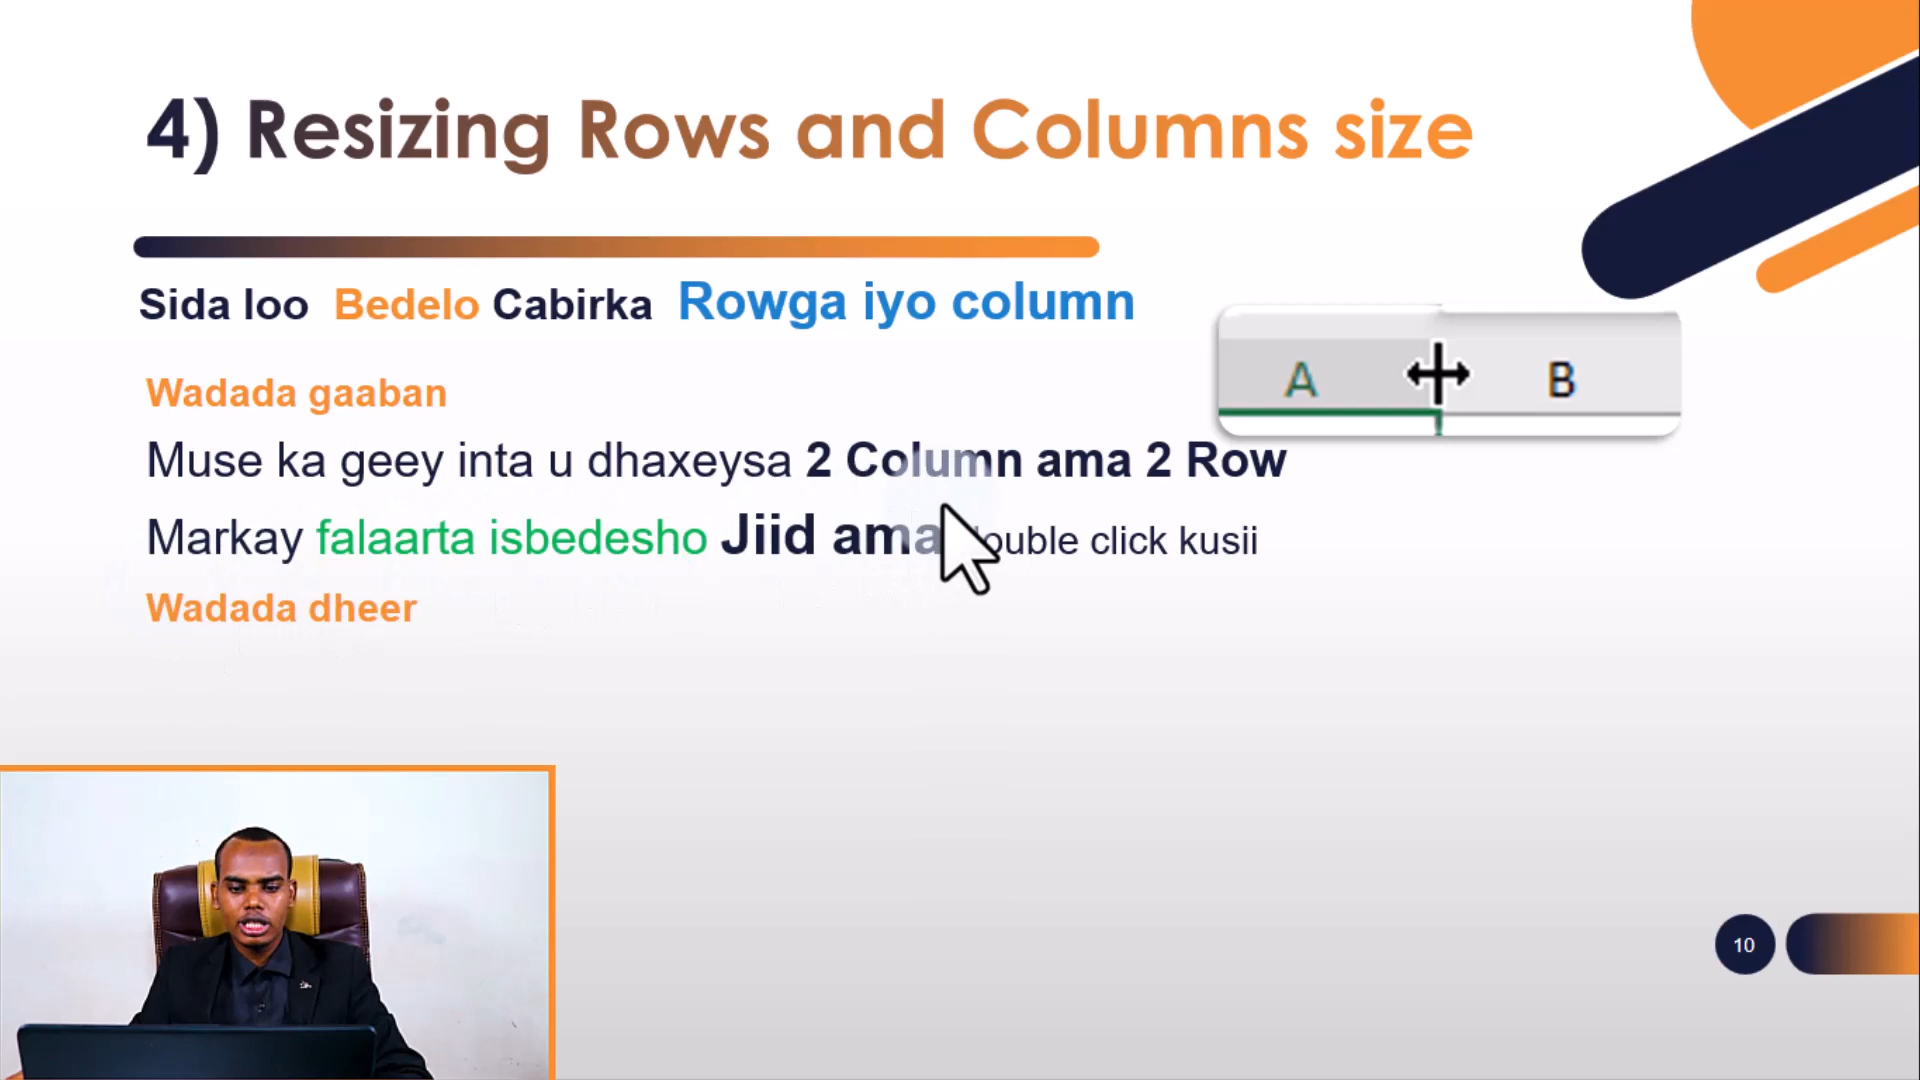 4) Resizing Rows and Columns size
Sida loo Bedelo Cabirka Rowga iyo column
A B
Wadada gaaban
Muse ka geey inta u dhaxeysa 2 Column ama 2 Row
Markay falaarta isbedesho Jiid ama click kusii
Wadada dheer
10